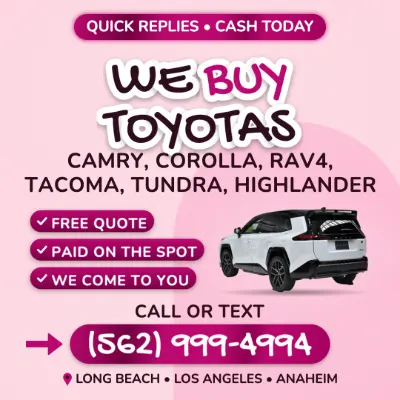 QUICK REPLIES • CASH TODAY
WE BUY
TOYOTAS
CAMRY, COROLLA, RAV4,
TACOMA, TUNDRA, HIGHLANDER
FREE QUOTE
PAID ON THE SPOT
WE COME TO YOU
CALL OR TEXT
(562) 999-4994
LONG BEACH • LOS ANGELES • ANAHEIM